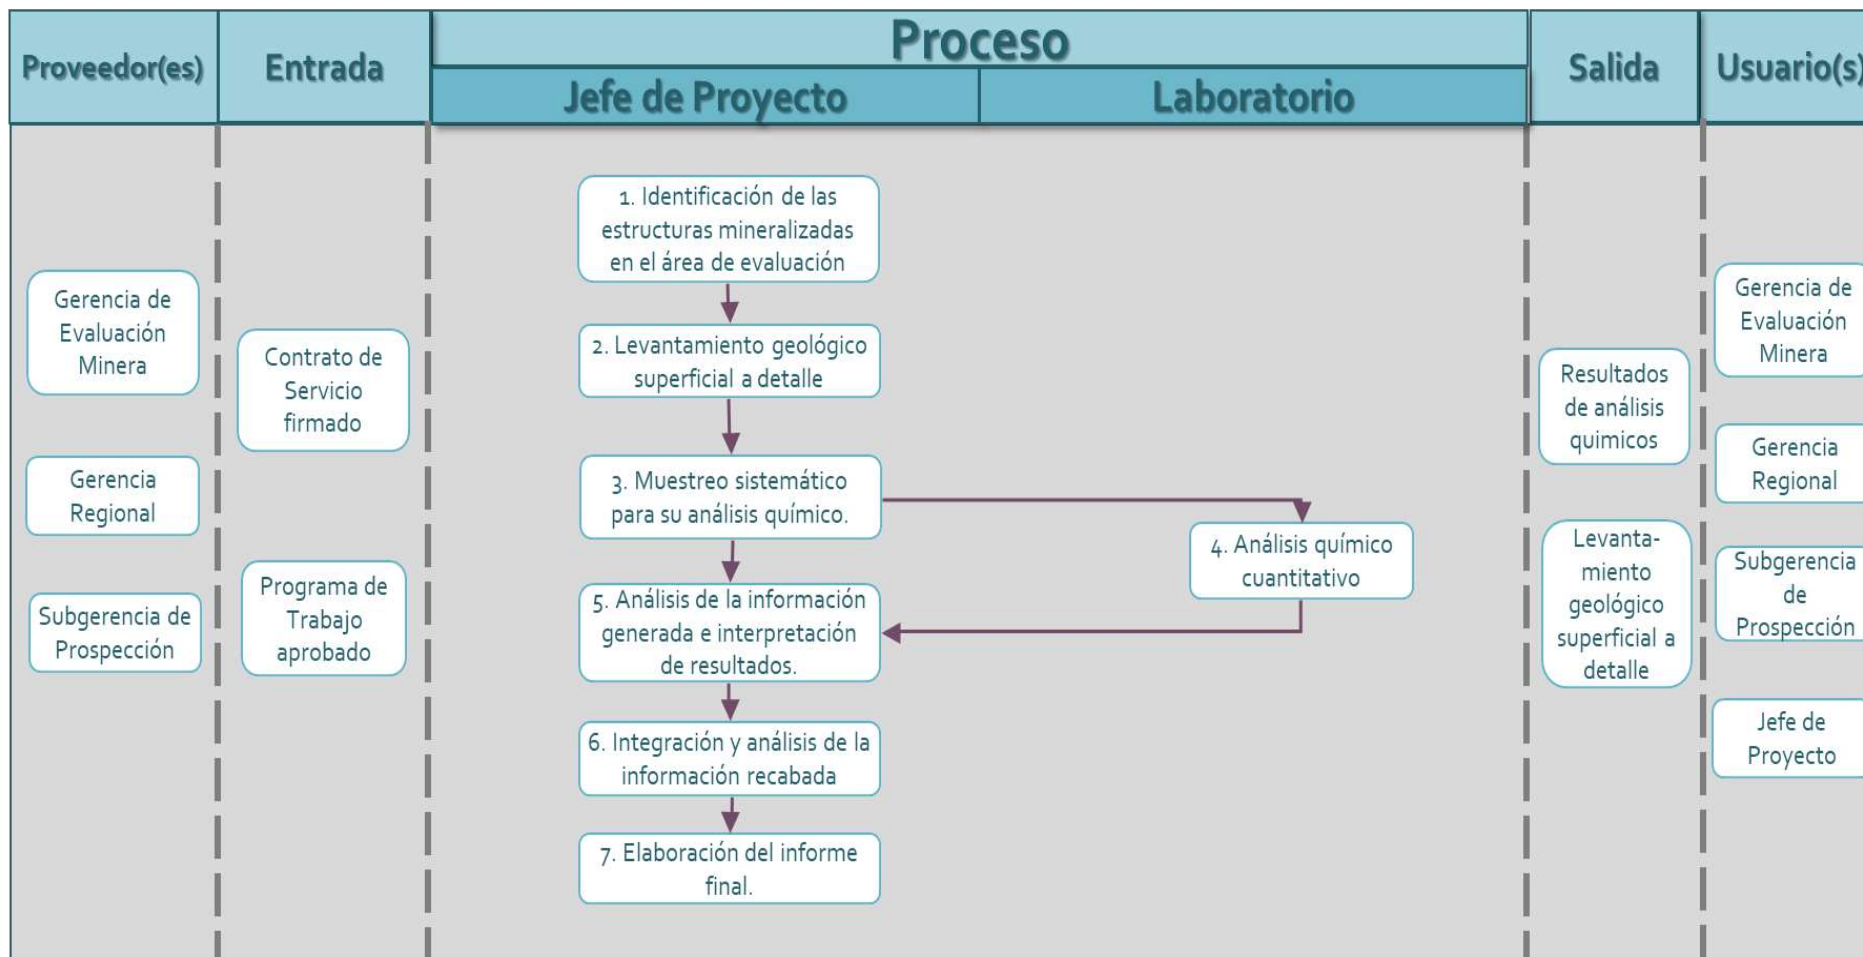 Proveedor(es)
Entrada
Proceso
Jefe de Proyecto
Laboratorio
Salida
Usuario(s)
Gerencia de
Evaluación
Minera
Gerencia
Regional
Subgerencia de
Prospección
Contrato de
Servicio
firmado
Programa de
Trabajo
aprobado
1. Identificación de las
estructuras mineralizadas
en el área de evaluación
2. Levantamiento geológico
superficial a detalle
3. Muestreo sistemático
para su análisis químico.
4. Análisis químico
cuantitativo
5. Análisis de la información
generada e interpretación
de resultados.
6. Integración y análisis de la
información recabada
7. Elaboración del informe
final.
Resultados
de análisis
quimicos
Levanta-
miento
geológico
superficial a
detalle
Gerencia de
Evaluación
Minera
Gerencia
Regional
Subgerencia
de
Prospección
Jefe de
Proyecto